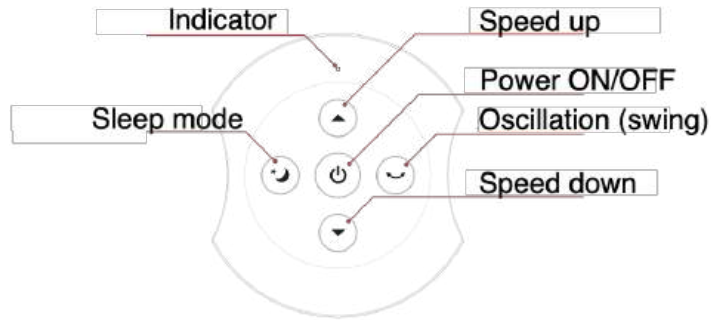 Indicator
Speed up
Power ON/OFF
Sleep mode
Oscillation (swing)
Speed down